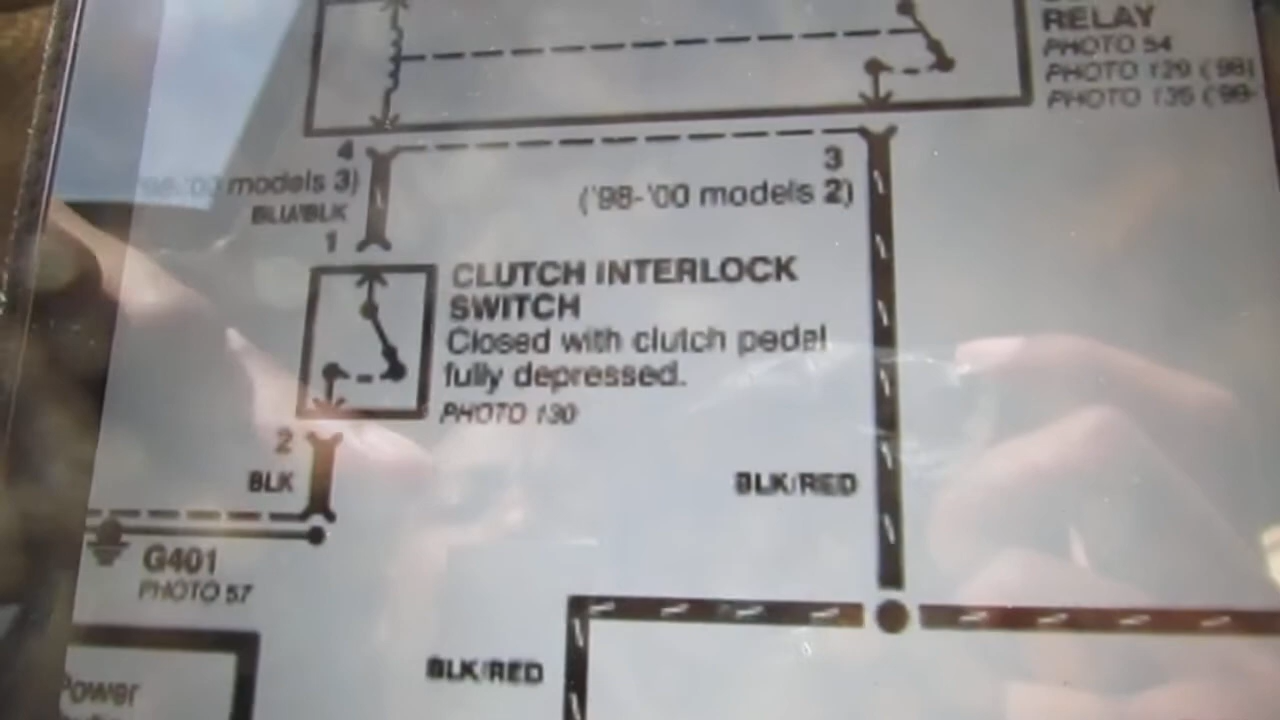 RELAY
PHOTO 54
PHOTO 129 ('98)
PHOTO 135 ('99-
4
3
'98-'00 models 3)
('98-'00 models 2)
BLU/BLK
1
CLUTCH INTERLOCK
SWITCH
Closed with clutch pedal
fully depressed.
PHOTO 130
2
BLK
BLK/RED
G401
PHOTO 57
BLK/RED
Power